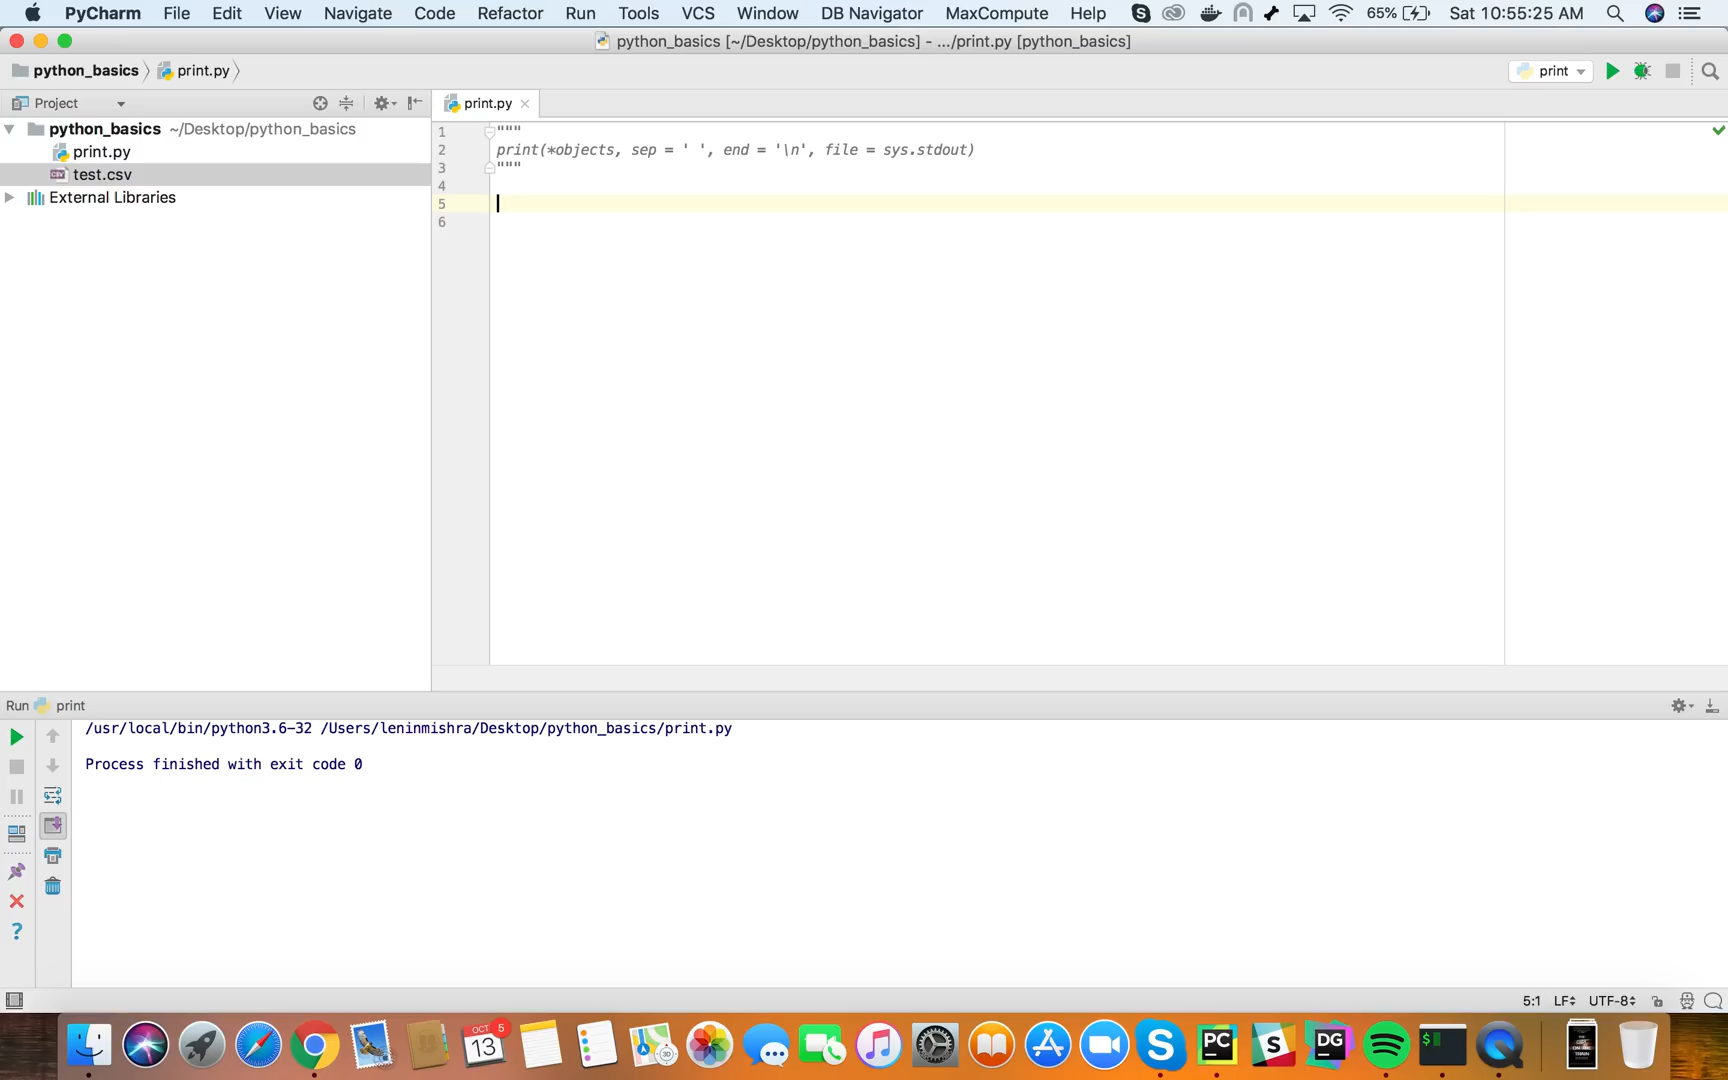 PyCharm File Edit View Navigate Code Refactor Run Tools VCS Window DB Navigator MaxCompute Help 65% Sat 10:55:25 AM
python_basics [~/Desktop/python_basics] - .../print.py [python_basics]
python_basics print.py print
Project print.py
python_basics ~/Desktop/python_basics
print.py
test.csv
External Libraries
1 """
2 print(*objects, sep = ' ', end = '\n', file = sys.stdout)
3 """
4
5
6
Run print
/usr/local/bin/python3.6-32 /Users/leninmishra/Desktop/python_basics/print.py
Process finished with exit code 0
?
5:1 LF UTF-8
OCT 5
13
PC
S
DG
$